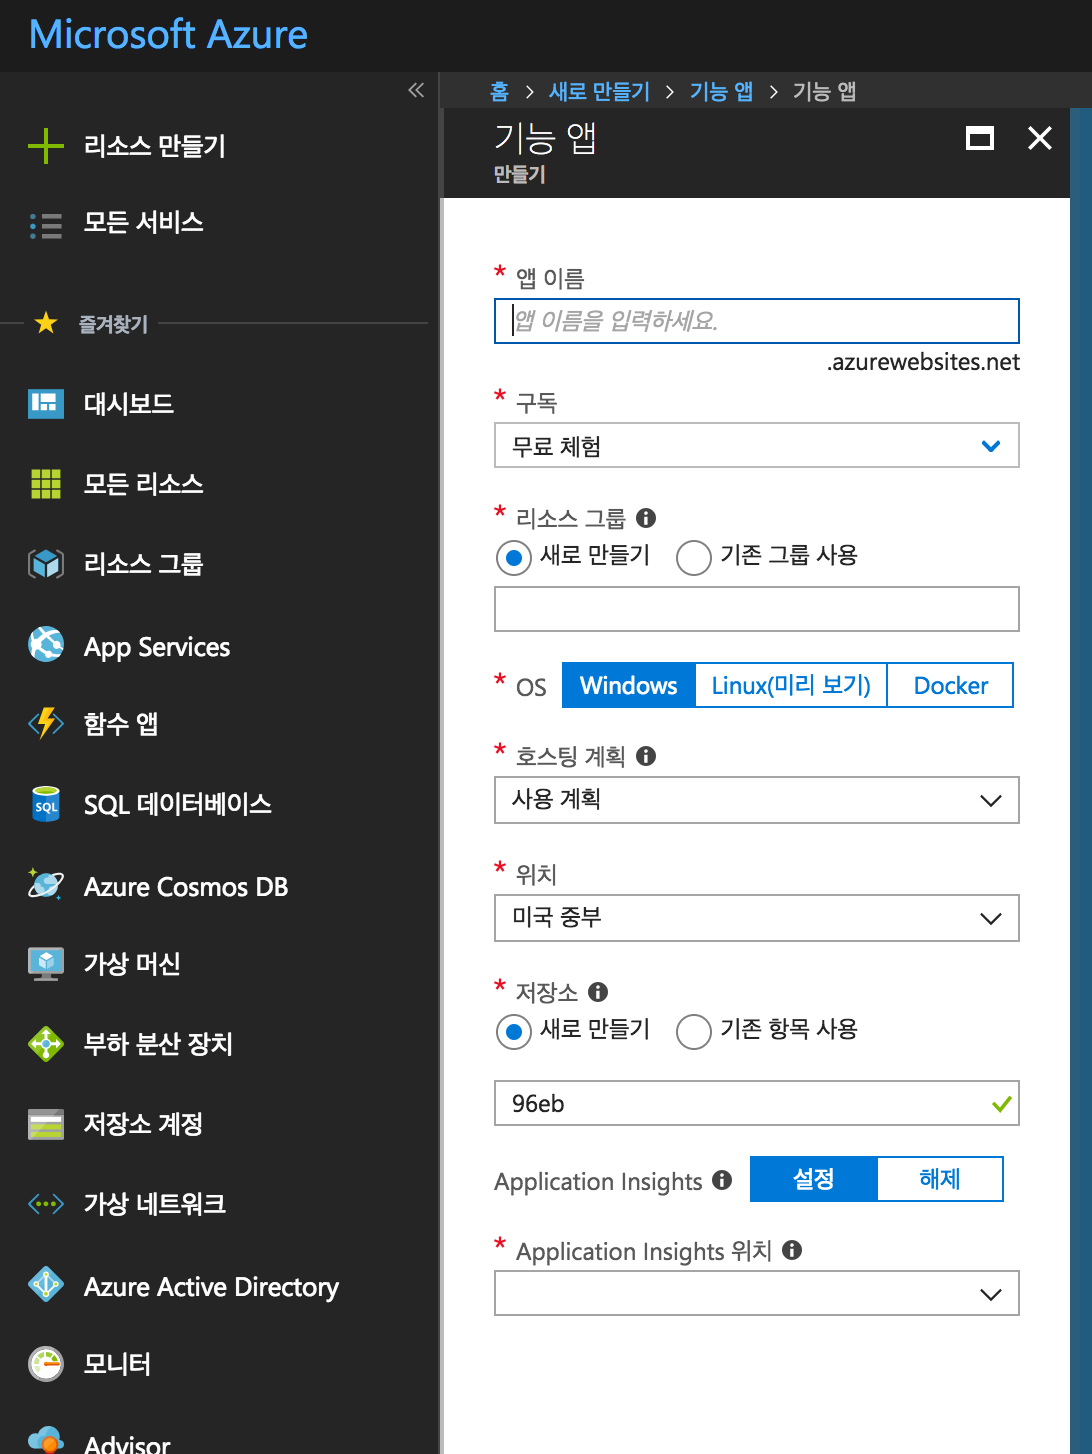 Microsoft Azure
홈 > 새로 만들기 > 기능 앱 > 기능 앱
기능 앱
만들기
리소스 만들기
모든 서비스
즐겨찾기
대시보드
모든 리소스
리소스 그룹
App Services
함수 앱
SQL 데이터베이스
Azure Cosmos DB
가상 머신
부하 분산 장치
저장소 계정
가상 네트워크
Azure Active Directory
모니터
Advisor
* 앱 이름
앱 이름을 입력하세요.
.azurewebsites.net
* 구독
무료 체험
* 리소스 그룹
새로 만들기 기존 그룹 사용
* OS Windows Linux(미리 보기) Docker
* 호스팅 계획
사용 계획
* 위치
미국 중부
* 저장소
새로 만들기 기존 항목 사용
96eb
Application Insights 설정 해제
* Application Insights 위치